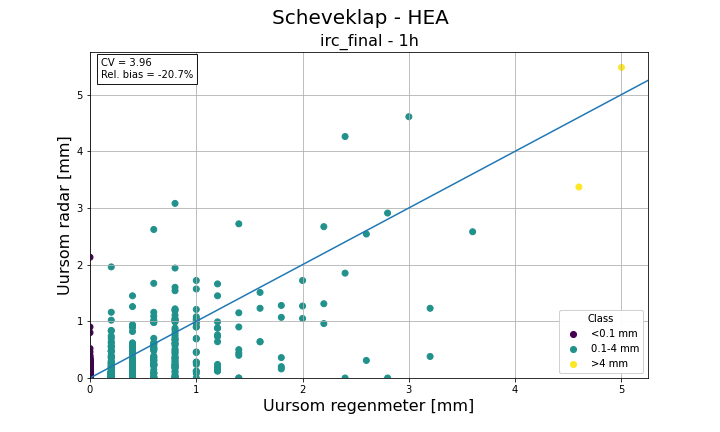 Scheveklap - HEA
irc_final - 1h
CV = 3.96
Rel. bias = -20.7%
Uursom radar [mm]
5
4
3
2
1
0
0 1 2 3 4 5
Uursom regenmeter [mm]
Class
<0.1 mm
0.1-4 mm
>4 mm